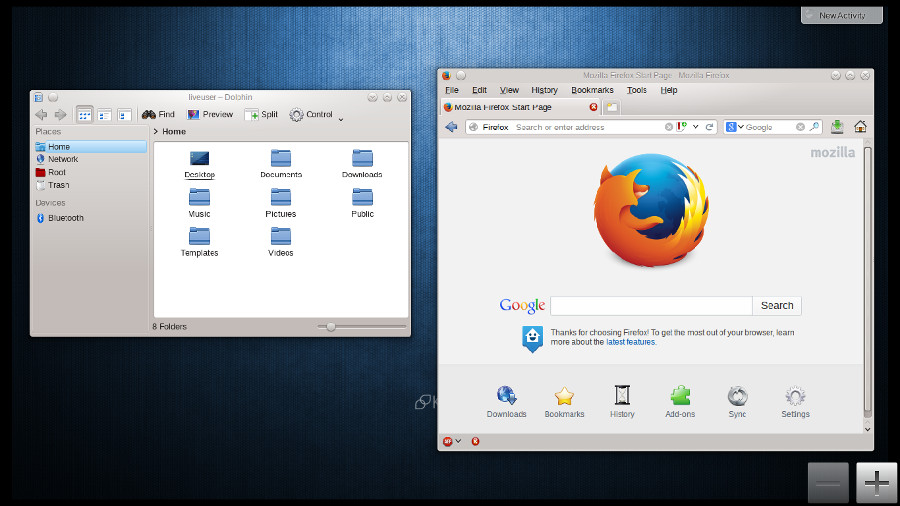 New Activity
liveuser – Dolphin
Find Preview Split Control
Places
Home
Network
Root
Trash
Devices
Bluetooth
Home
Desktop Documents Downloads
Music Pictures Public
Templates Videos
8 Folders
Mozilla Firefox Start Page - Mozilla Firefox
File Edit View History Bookmarks Tools Help
Mozilla Firefox Start Page
Firefox Search or enter address Google
mozilla
Google Search
Thanks for choosing Firefox! To get the most out of your browser, learn
more about the latest features.
Downloads Bookmarks History Add-ons Sync Settings